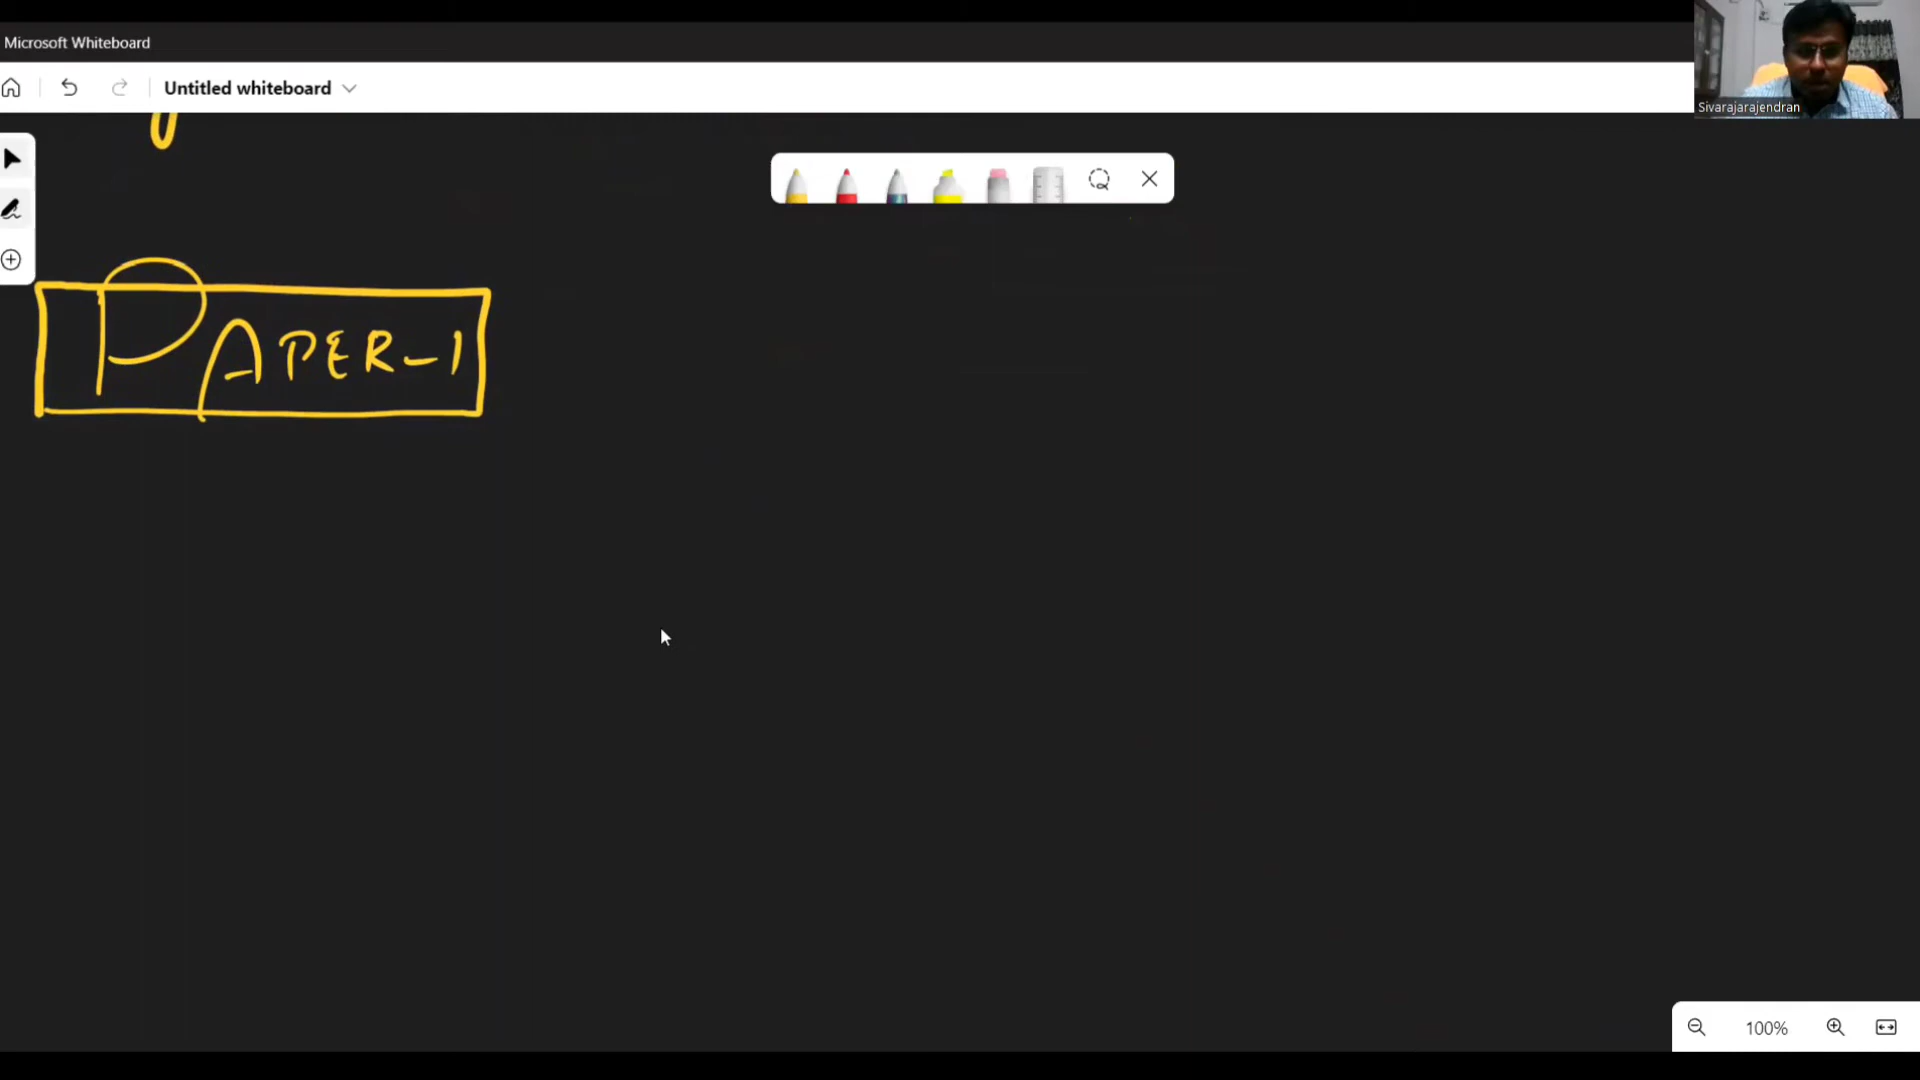 Microsoft Whiteboard
Untitled whiteboard
Sivarajarajendran
PAPER-1
100%